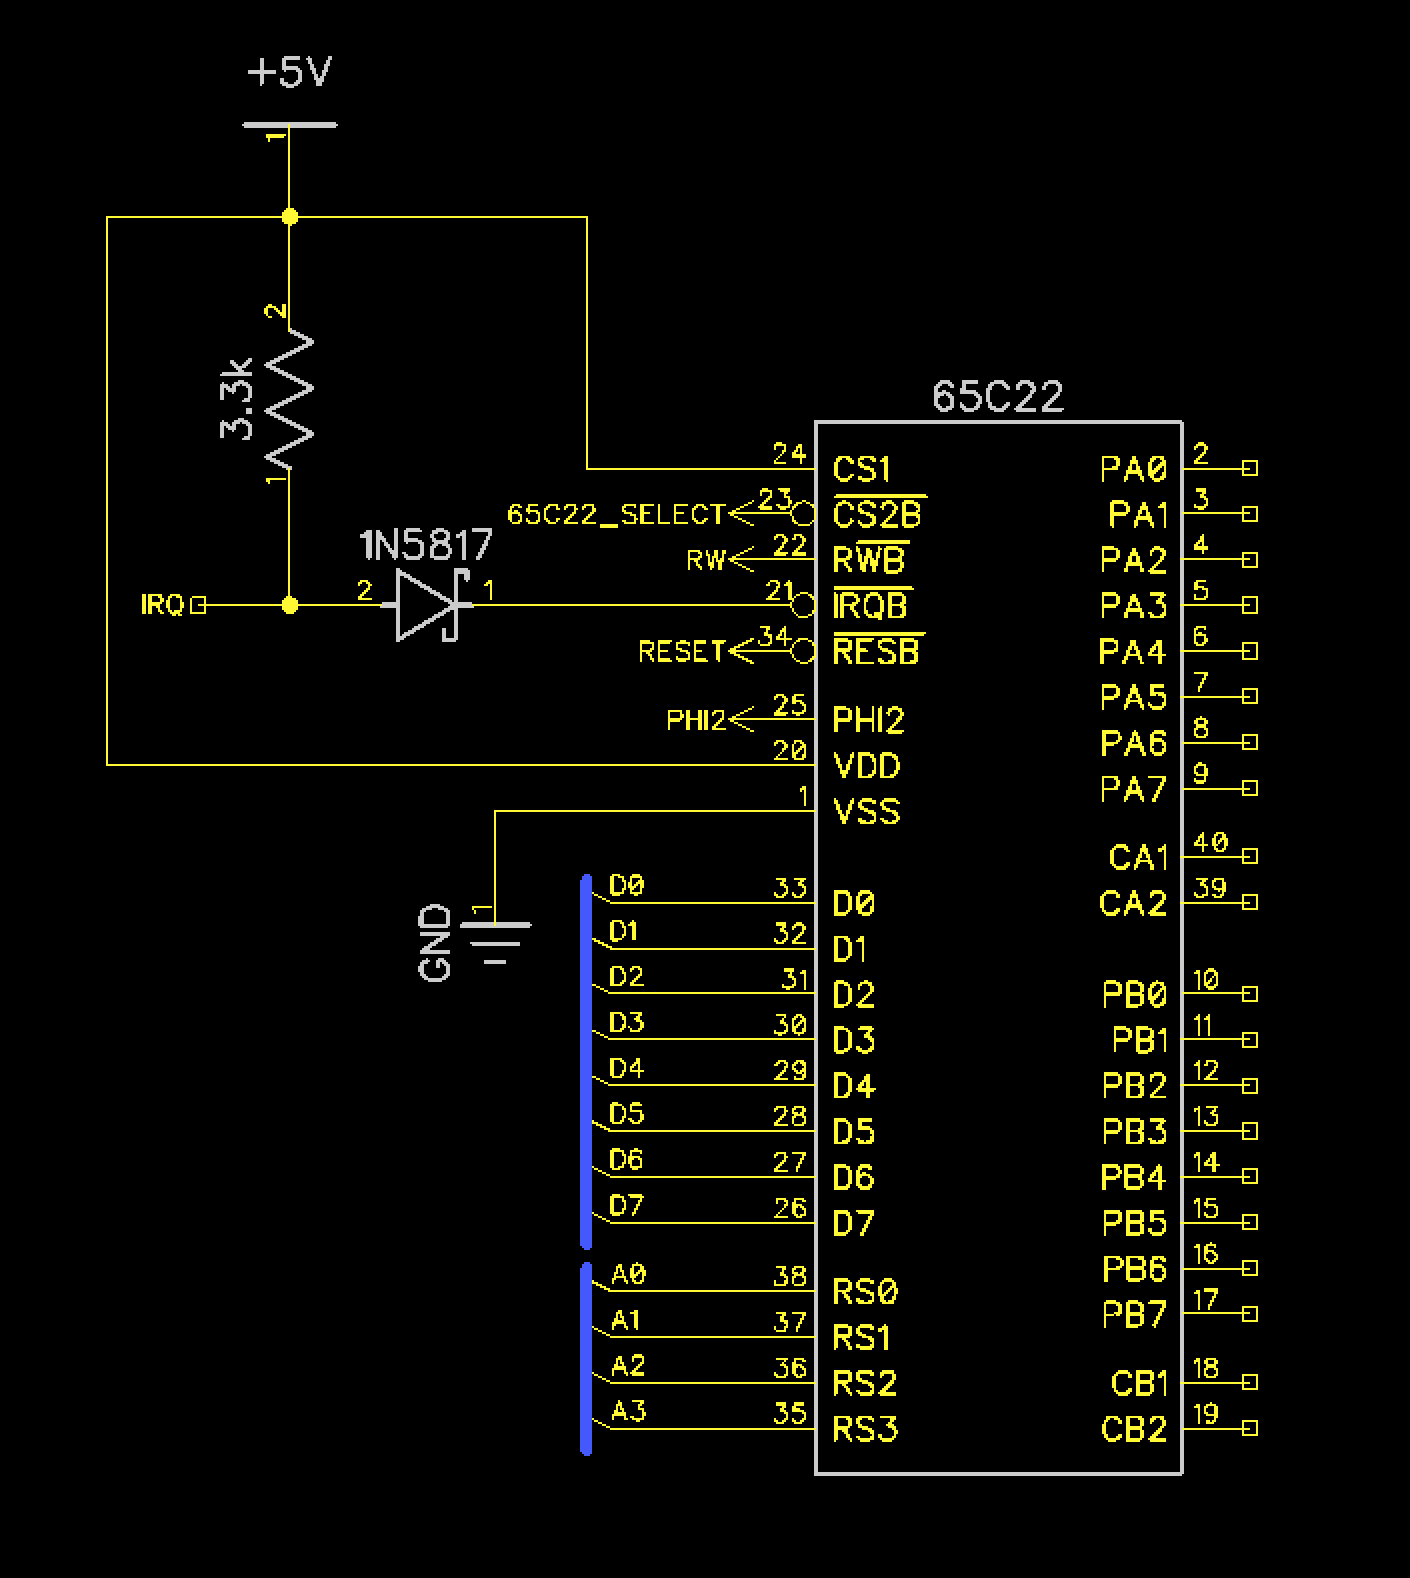 +5V
1
2
3.3k
1
65C22
24 CS1 PA0 2
65C22_SELECT 23 CS2B PA1 3
1N5817
RW 22 RWB PA2 4
IRQ 2 1 21 IRQB PA3 5
RESET 34 RESB PA4 6
PA5 7
PHI2 25 PHI2
PA6 8
20 VDD
PA7 9
1 VSS
CA1 40
D0 33 D0 CA2 39
GND 1
D1 32 D1
D2 31 D2 PB0 10
D3 30 D3 PB1 11
D4 29 D4 PB2 12
D5 28 D5 PB3 13
D6 27 D6 PB4 14
D7 26 D7 PB5 15
PB6 16
A0 38 RS0
PB7 17
A1 37 RS1
A2 36 RS2 CB1 18
A3 35 RS3 CB2 19